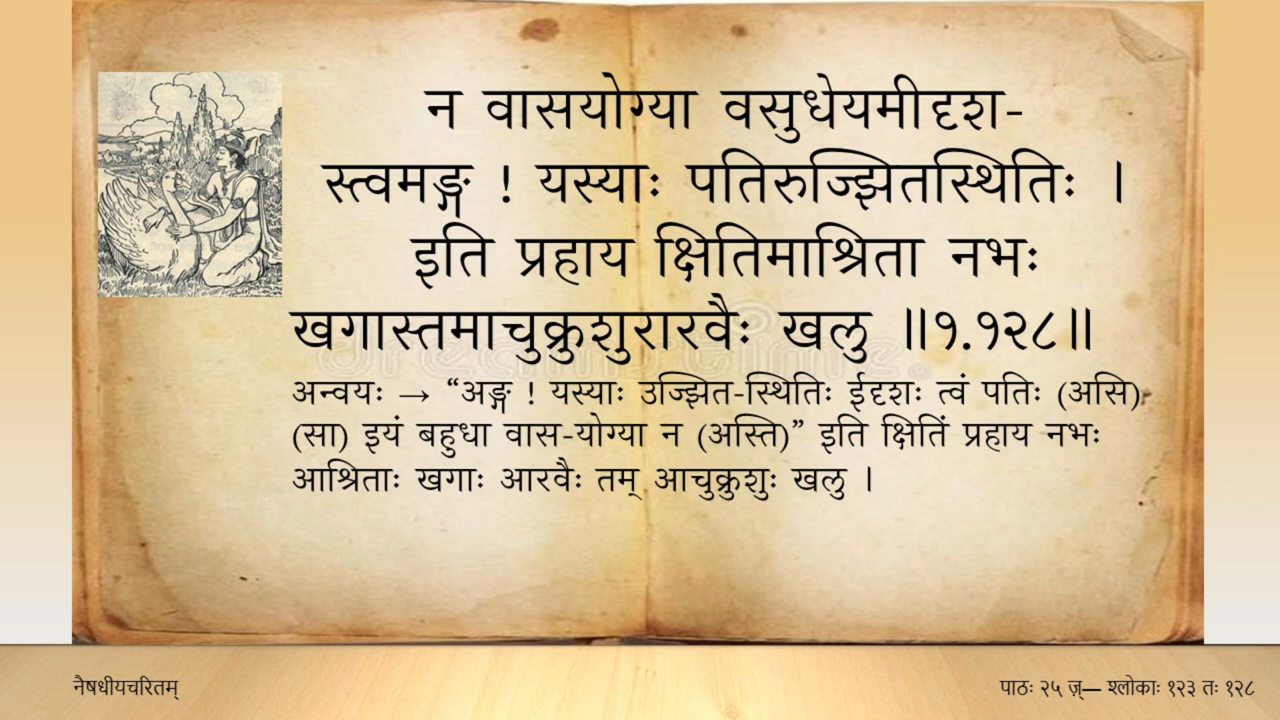 न वासयोग्या वसुधेयमीदृश-
स्त्वमङ्ग ! यस्याः पतिरुज्झितस्थितिः ।
इति प्रहाय क्षितिमाश्रिता नभः
खगास्तमाचुक्रुशुरारवैः खलु ॥१.१२८॥
अन्वयः → “अङ्ग ! यस्याः उज्झित-स्थितिः ईदृशः त्वं पतिः (असि)
(सा) इयं बहुधा वास-योग्या न (अस्ति)” इति क्षितिं प्रहाय नभः
आश्रिताः खगाः आरवैः तम् आचुक्रुशुः खलु ।
नैषधीयचरितम्
पाठः २५ ज़्— श्लोकाः १२३ तः १२८